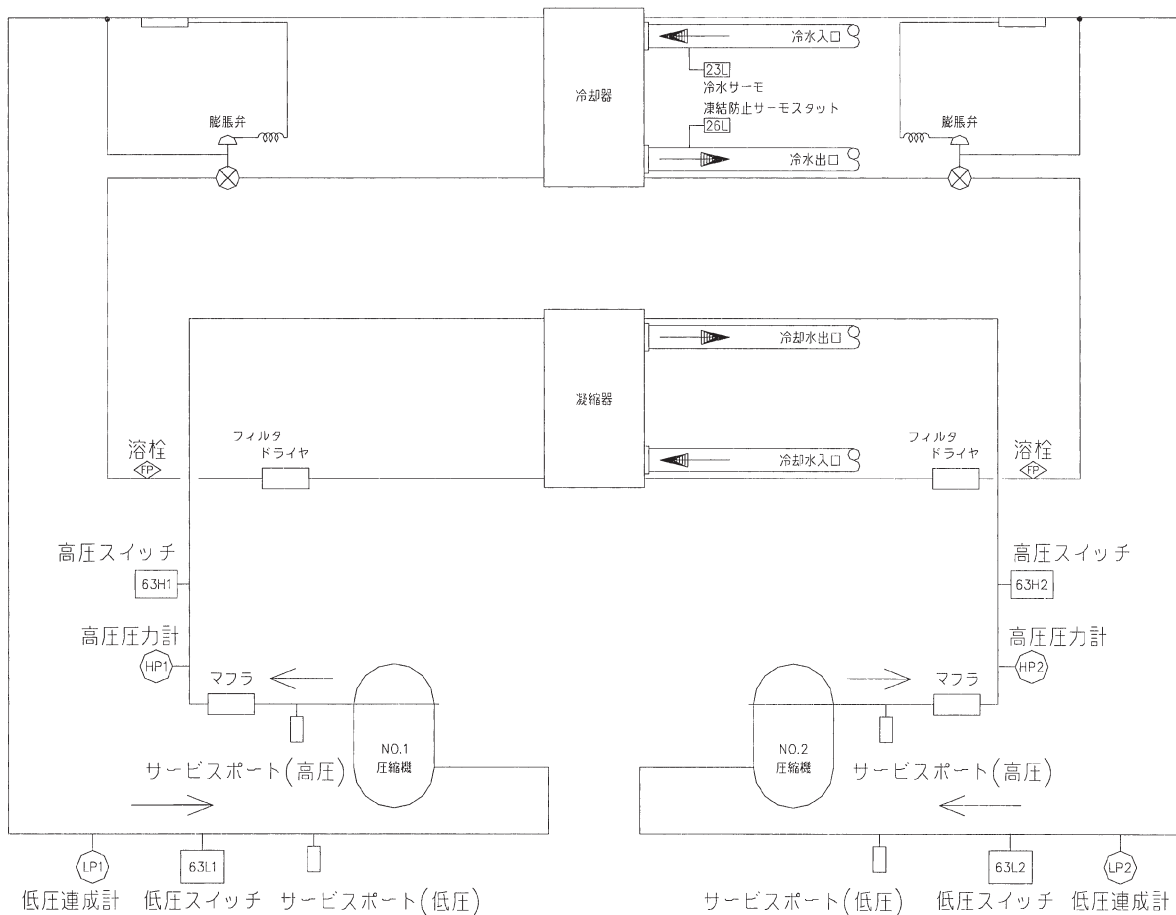 冷水入口
23L
冷水サーモ
冷却器
凍結防止サーモスタット
膨脹弁
26L
膨脹弁
冷水出口
冷却水出口
凝縮器
溶栓
フィルタ
ドライヤ
フィルタ
ドライヤ
溶栓
FP
冷却水入口
FP
高圧スイッチ
高圧スイッチ
63H1
63H2
高圧圧力計
高圧圧力計
HP1
HP2
マフラ
マフラ
NO.1
圧縮機
NO.2
圧縮機
サービスポート(高圧)
サービスポート(高圧)
LP1
63L1
63L2
LP2
低圧連成計
低圧スイッチ
サービスポート(低圧)
サービスポート(低圧)
低圧スイッチ
低圧連成計